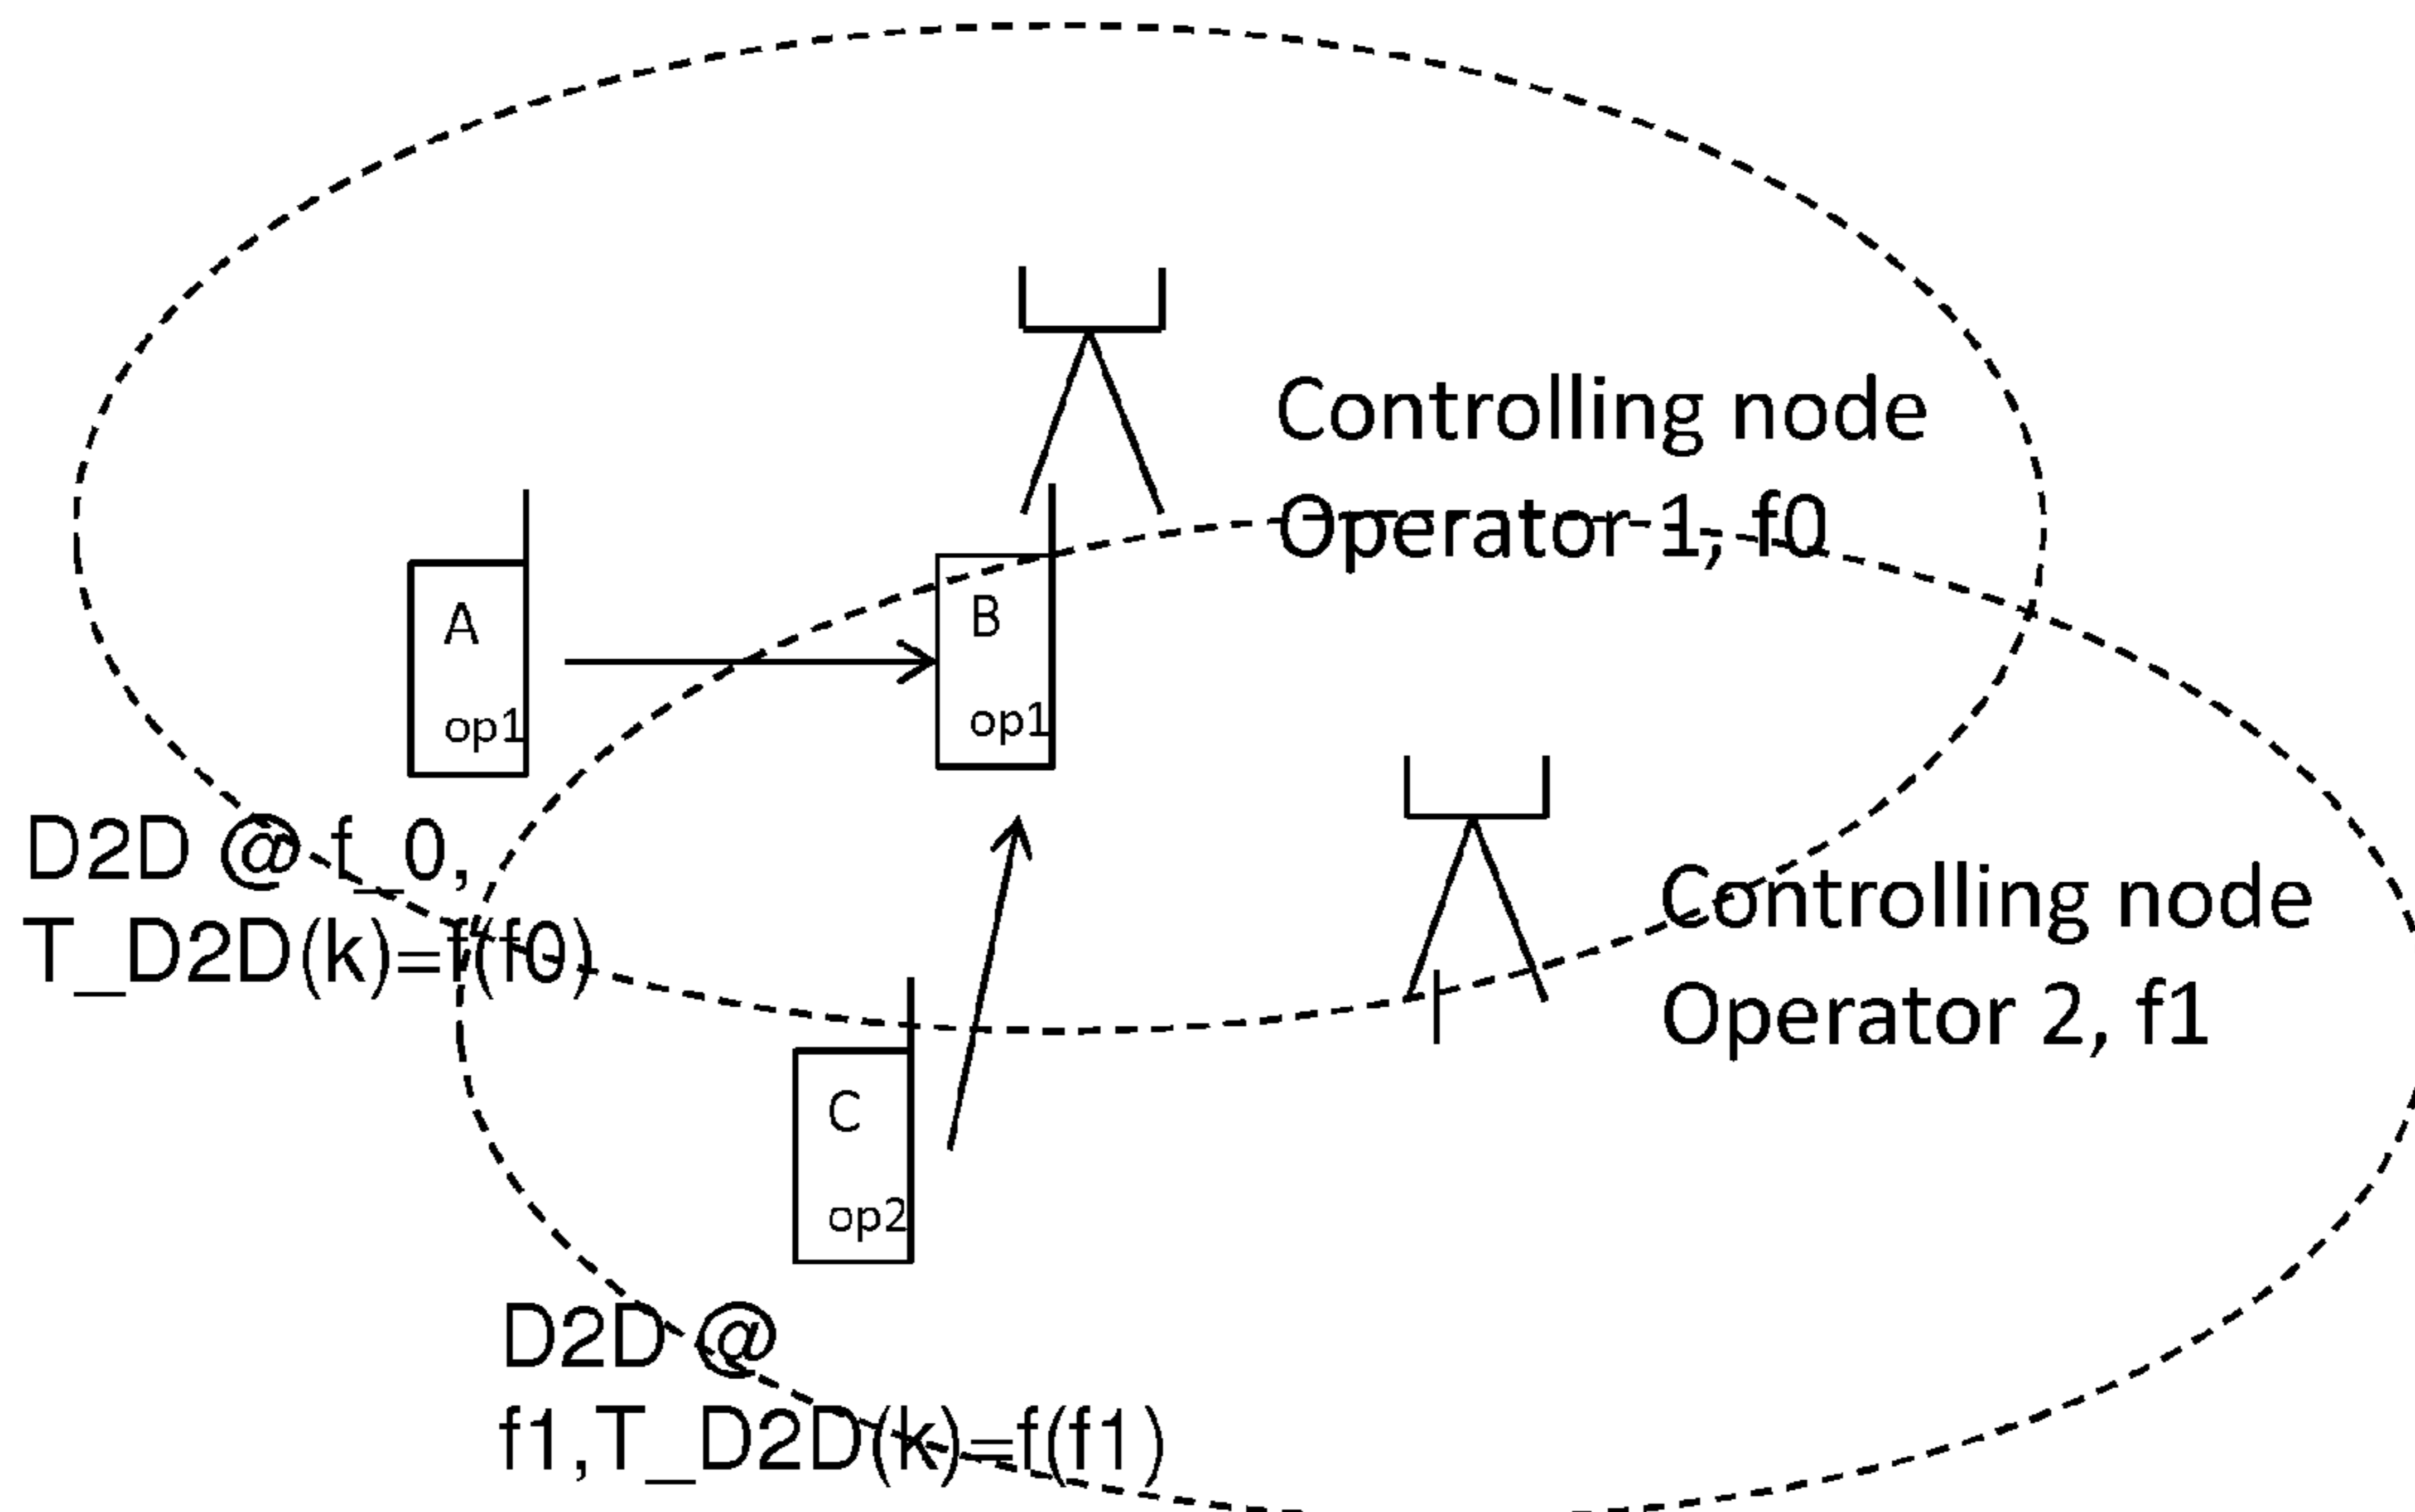 Controlling node
Operator 1, f0
A
op1
B
op1
D2D @ f_0,
T_D2D(k)=f(f0)
Controlling node
Operator 2, f1
C
op2
D2D @
f1,T_D2D(k)=f(f1)